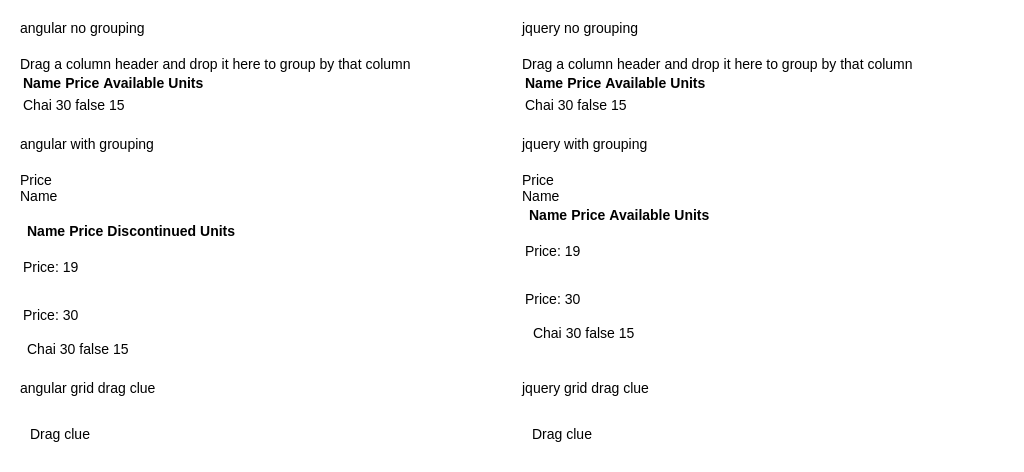 angular no grouping
Drag a column header and drop it here to group by that column
Name Price Available Units
Chai 30 false 15
angular with grouping
Price
Name
Name Price Discontinued Units
Price: 19
Price: 30
Chai 30 false 15
angular grid drag clue
Drag clue
jquery no grouping
Drag a column header and drop it here to group by that column
Name Price Available Units
Chai 30 false 15
jquery with grouping
Price
Name
Name Price Available Units
Price: 19
Price: 30
Chai 30 false 15
jquery grid drag clue
Drag clue